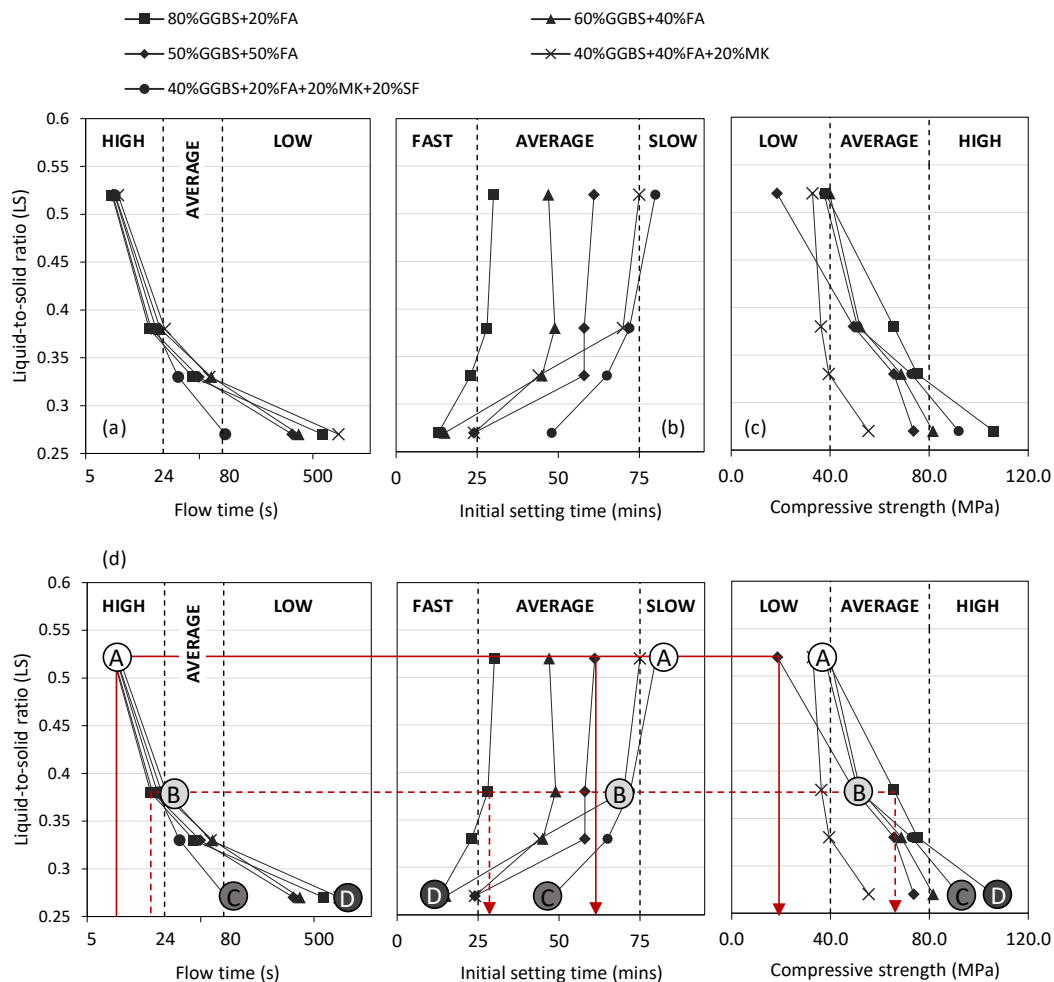 80%GGBS+20%FA
60%GGBS+40%FA
50%GGBS+50%FA
40%GGBS+40%FA+20%MK
40%GGBS+20%FA+20%MK+20%SF
0.6
0.55
0.5
0.45
0.4
0.35
0.3
0.25
Liquid-to-solid ratio (LS)
HIGH
AVERAGE
LOW
(a)
5 24 80 500
Flow time (s)
FAST AVERAGE SLOW
(b)
0 25 50 75
Initial setting time (mins)
LOW AVERAGE HIGH
(c)
0.0 40.0 80.0 120.0
Compressive strength (MPa)
(d)
0.6
0.55
0.5
0.45
0.4
0.35
0.3
0.25
Liquid-to-solid ratio (LS)
HIGH
AVERAGE
LOW
A
B
C
D
5 24 80 500
Flow time (s)
FAST AVERAGE SLOW
A
B
D
C
0 25 50 75
Initial setting time (mins)
LOW AVERAGE HIGH
A
B
C
D
0.0 40.0 80.0 120.0
Compressive strength (MPa)